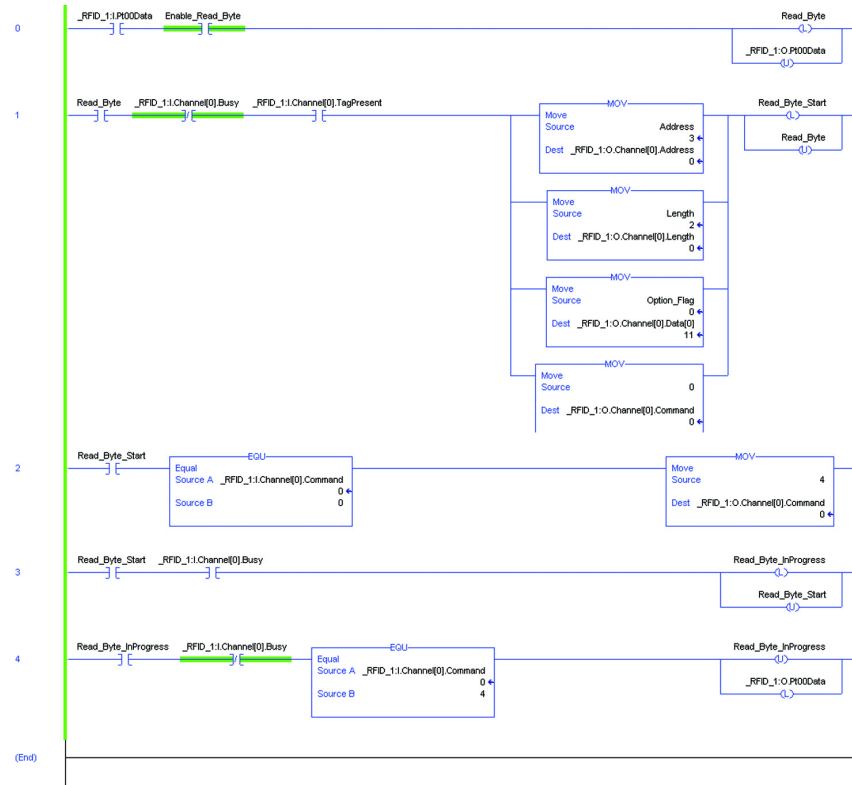 _RFID_1:I.Pt00Data Enable_Read_Byte Read_Byte
0
(L)
_RFID_1:O.Pt00Data
(U)
Read_Byte _RFID_1:I.Channel[0].Busy _RFID_1:I.Channel[0].TagPresent MOV Read_Byte_Start
1
Move (L)
Source Address
3
Read_Byte
Dest _RFID_1:O.Channel[0].Address
0
(U)
MOV
Move
Source Length
2
Dest _RFID_1:O.Channel[0].Length
0
MOV
Move
Source Option_Flag
0
Dest _RFID_1:O.Channel[0].Data[0]
11
MOV
Move
Source 0
Dest _RFID_1:O.Channel[0].Command
0
Read_Byte_Start EQU MOV
2
Equal Move
Source A _RFID_1:I.Channel[0].Command Source 4
0
Source B 0 Dest _RFID_1:O.Channel[0].Command
0
Read_Byte_Start _RFID_1:I.Channel[0].Busy Read_Byte_InProgress
3
(L)
Read_Byte_Start
(U)
Read_Byte_InProgress _RFID_1:I.Channel[0].Busy EQU Read_Byte_InProgress
4
Equal (U)
Source A _RFID_1:I.Channel[0].Command
0
_RFID_1:O.Pt00Data
Source B 4
(L)
(End)